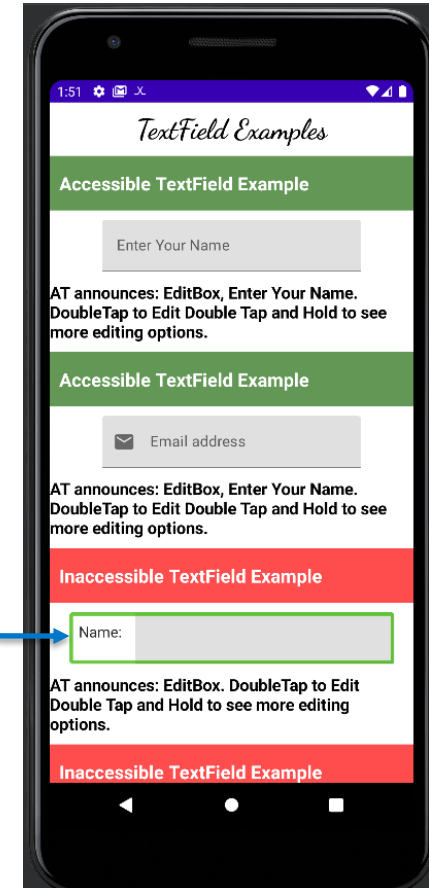 1:51
TextField Examples
Accessible TextField Example
Enter Your Name
AT announces: EditBox, Enter Your Name.
DoubleTap to Edit Double Tap and Hold to see
more editing options.
Accessible TextField Example
Email address
AT announces: EditBox, Enter Your Name.
DoubleTap to Edit Double Tap and Hold to see
more editing options.
Inaccessible TextField Example
Name:
AT announces: EditBox. DoubleTap to Edit
Double Tap and Hold to see more editing
options.
Inaccessible TextField Example